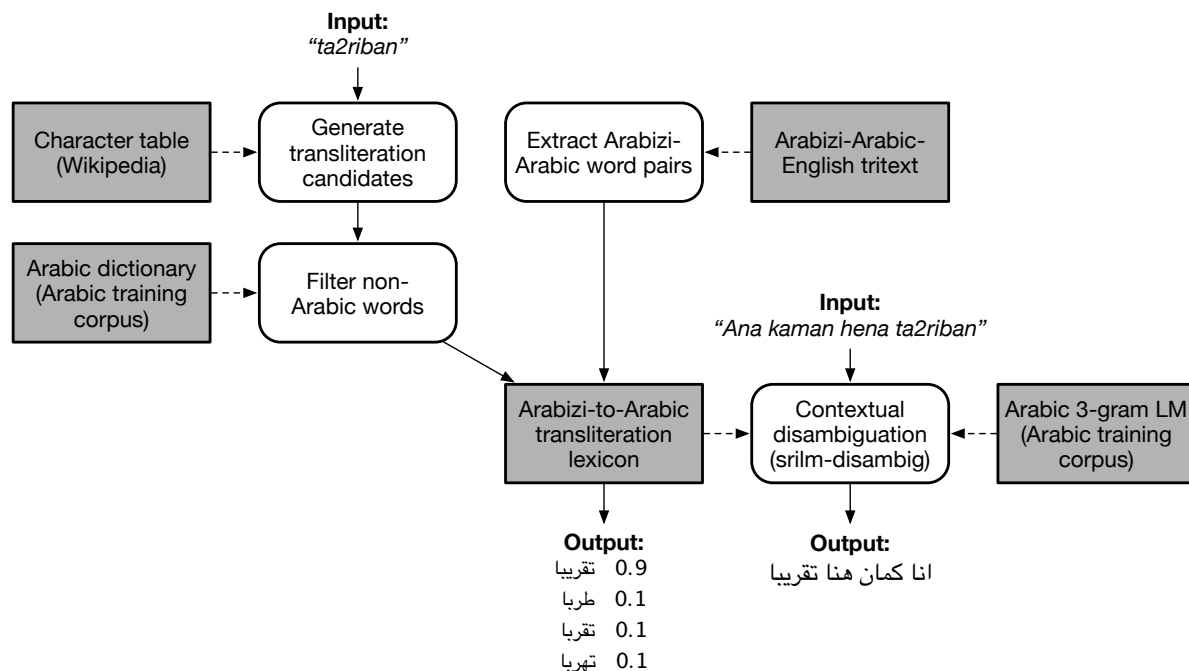 Input:
“ta2riban”
Character table
(Wikipedia)
Generate
transliteration
candidates
Extract Arabizi-
Arabic word pairs
Arabizi-Arabic-
English tritext
Arabic dictionary
(Arabic training
corpus)
Filter non-
Arabic words
Input:
“Ana kaman hena ta2riban”
Arabizi-to-Arabic
transliteration
lexicon
Contextual
disambiguation
(srilm-disambig)
Arabic 3-gram LM
(Arabic training
corpus)
Output:
تقريبا 0.9
طربا 0.1
تقربا 0.1
تهربا 0.1
Output:
انا كمان هنا تقريبا